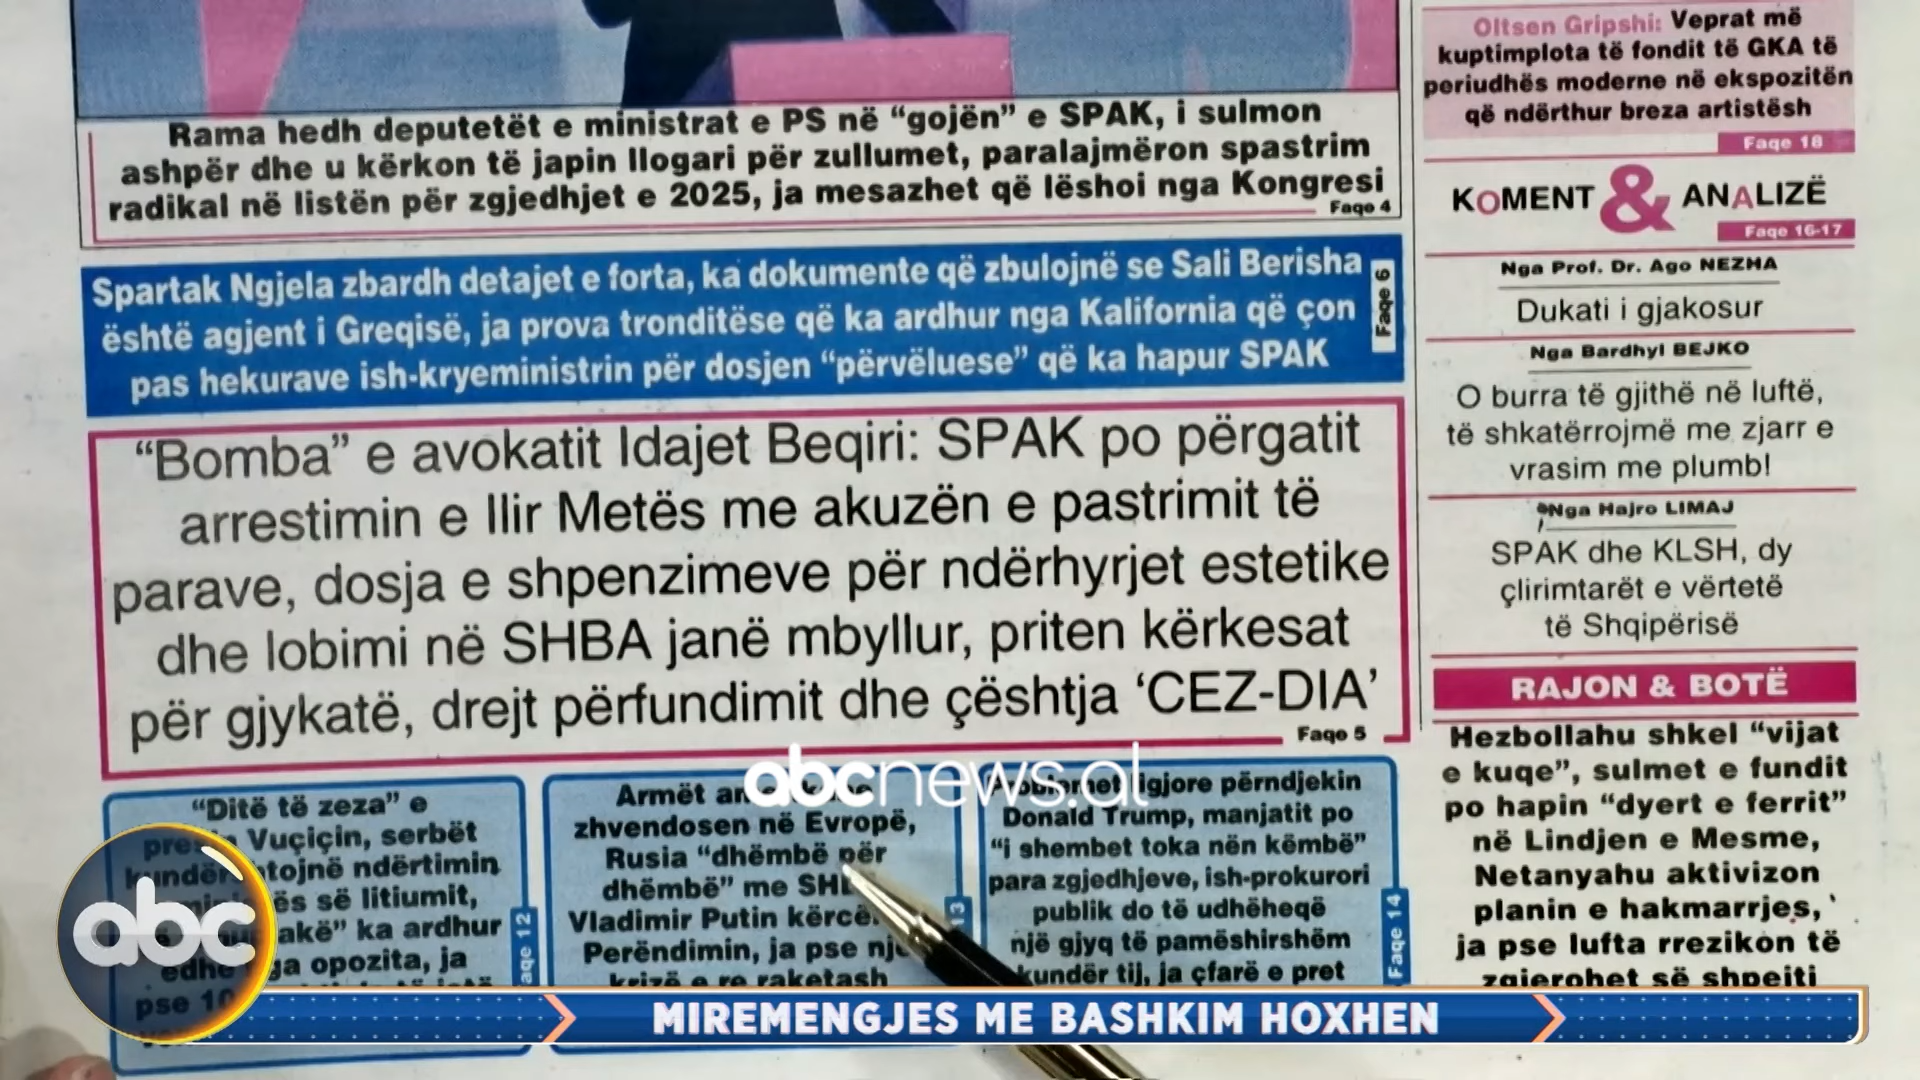 Rama hedh deputetët e ministrat e PS në “gojën” e SPAK, i sulmon
ashpër dhe u kërkon të japin llogari për zullumet, paralajmëron spastrim
radikal në listën për zgjedhjet e 2025, ja mesazhet që lëshoi nga Kongresi
Faqe 4
Spartak Ngjela zbardh detajet e forta, ka dokumente që zbulojnë se Sali Berisha
është agjent i Greqisë, ja prova tronditëse që ka ardhur nga Kalifornia që çon
pas hekurave ish-kryeministrin për dosjen “përvëluese” që ka hapur SPAK
Faqe 6
“Bomba” e avokatit Idajet Beqiri: SPAK po përgatit
arrestimin e Ilir Metës me akuzën e pastrimit të
parave, dosja e shpenzimeve për ndërhyrjet estetike
dhe lobimi në SHBA janë mbyllur, priten kërkesat
për gjykatë, drejt përfundimit dhe çështja ‘CEZ-DIA’
Faqe 5
“Ditë të zeza” e
Vuçiçin, serbët
ndërtimin
së litiumit,
ka ardhur
edhe nga opozita, ja
pse
Faqe 12
Armët
zhvendosen në Evropë,
Rusia “dhëmbë për
dhëmbë” me
Vladimir Putin
Perëndimin, ja pse një
krizë e re raketash
13
Problemet ligjore përndjekin
Donald Trump, manjatit po
“i shembet toka nën këmbë”
para zgjedhjeve, ish-prokurori
publik do të udhëheqë
një gjyq të pamëshirshëm
kundër tij, ja çfarë e pret
Faqe 14
Oltsen Gripshi: Veprat më
kuptimplota të fondit të GKA të
periudhës moderne në ekspozitën
që ndërthur breza artistësh
Faqe 18
KOMENT & ANALIZË
Faqe 16-17
Nga Prof. Dr. Ago NEZHA
Dukati i gjakosur
Nga Bardhyl BEJKO
O burra të gjithë në luftë,
të shkatërrojmë me zjarr e
vrasim me plumb!
Nga Hajro LIMAJ
SPAK dhe KLSH, dy
çlirimtarët e vërtetë
të Shqipërisë
RAJON & BOTË
Hezbollahu shkel “vijat
e kuqe”, sulmet e fundit
po hapin “dyert e ferrit”
në Lindjen e Mesme,
Netanyahu aktivizon
planin e hakmarrjes,
ja pse lufta rrezikon të
zgjerohet së shpejti
abcnews.al
abc
MIREMENGJES ME BASHKIM HOXHEN